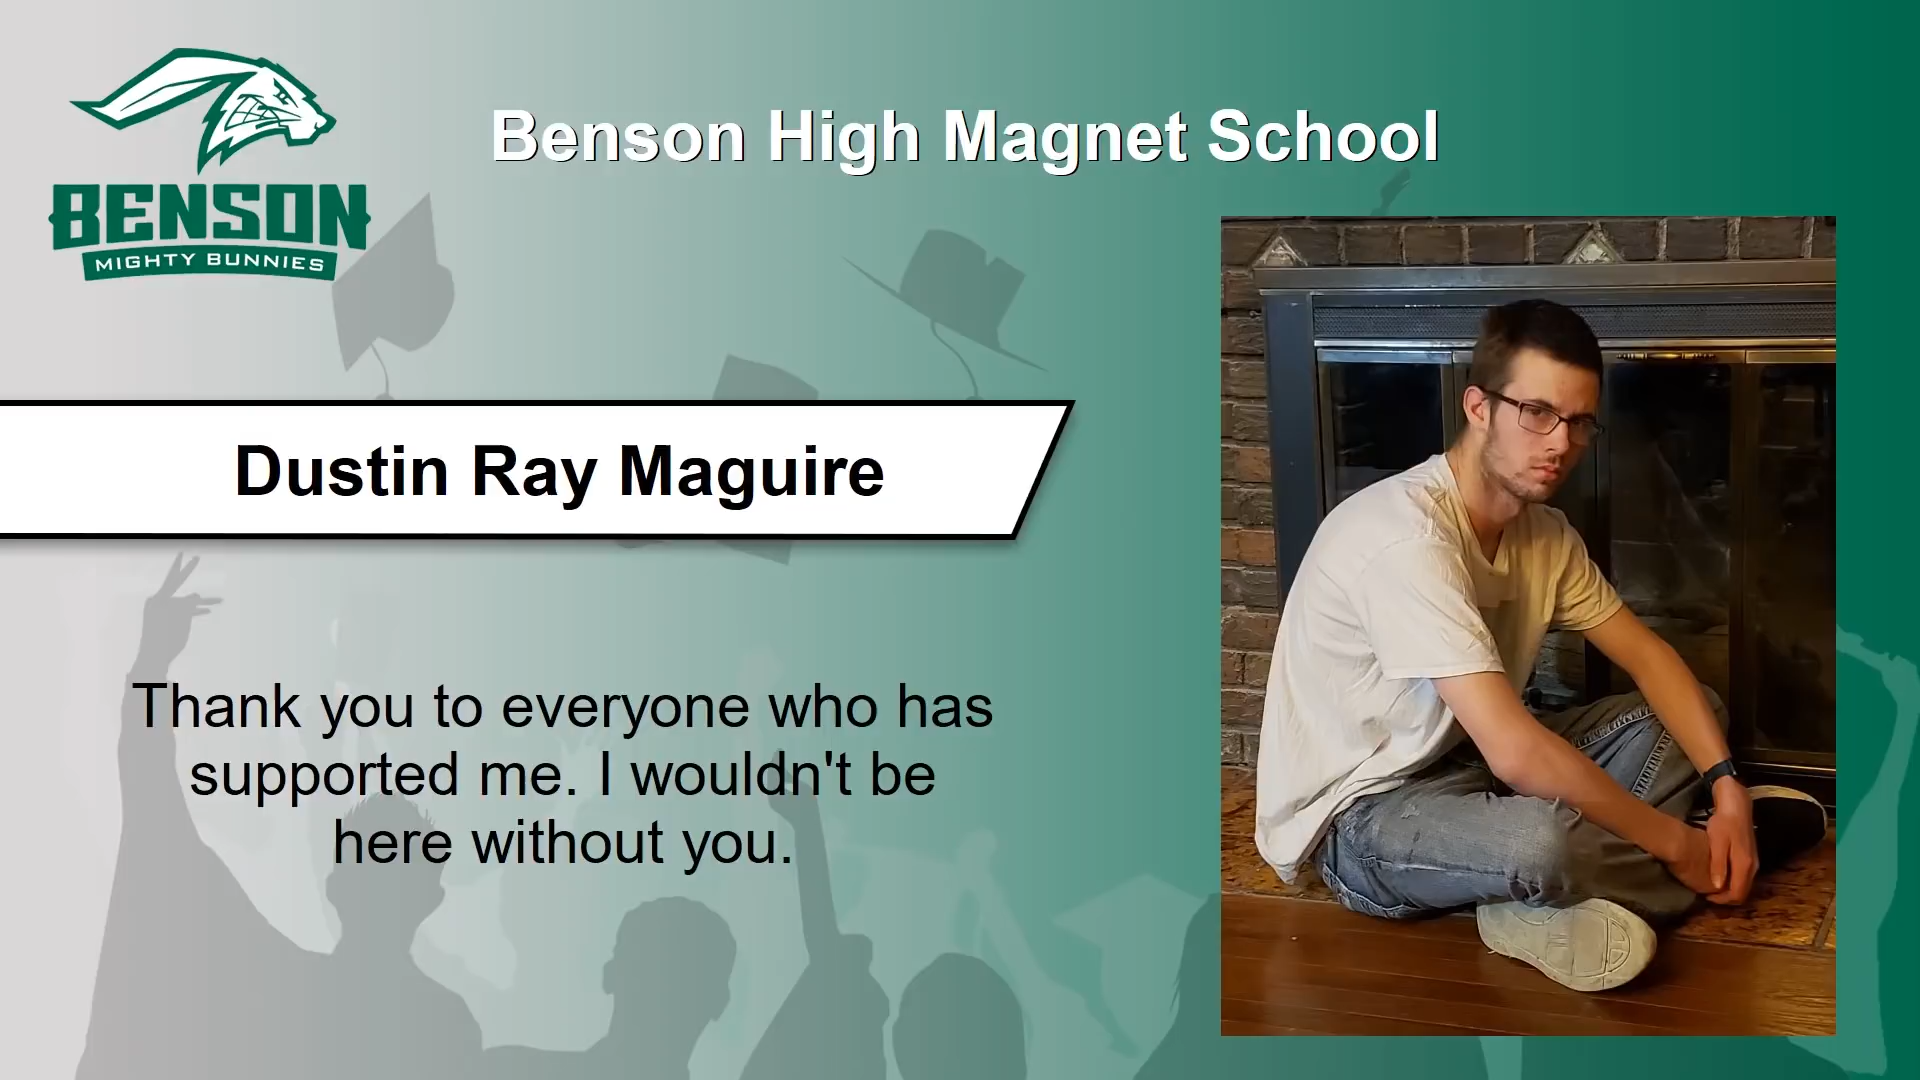 BENSON
MIGHTY BUNNIES
Benson High Magnet School
Dustin Ray Maguire
Thank you to everyone who has
supported me. I wouldn't be
here without you.